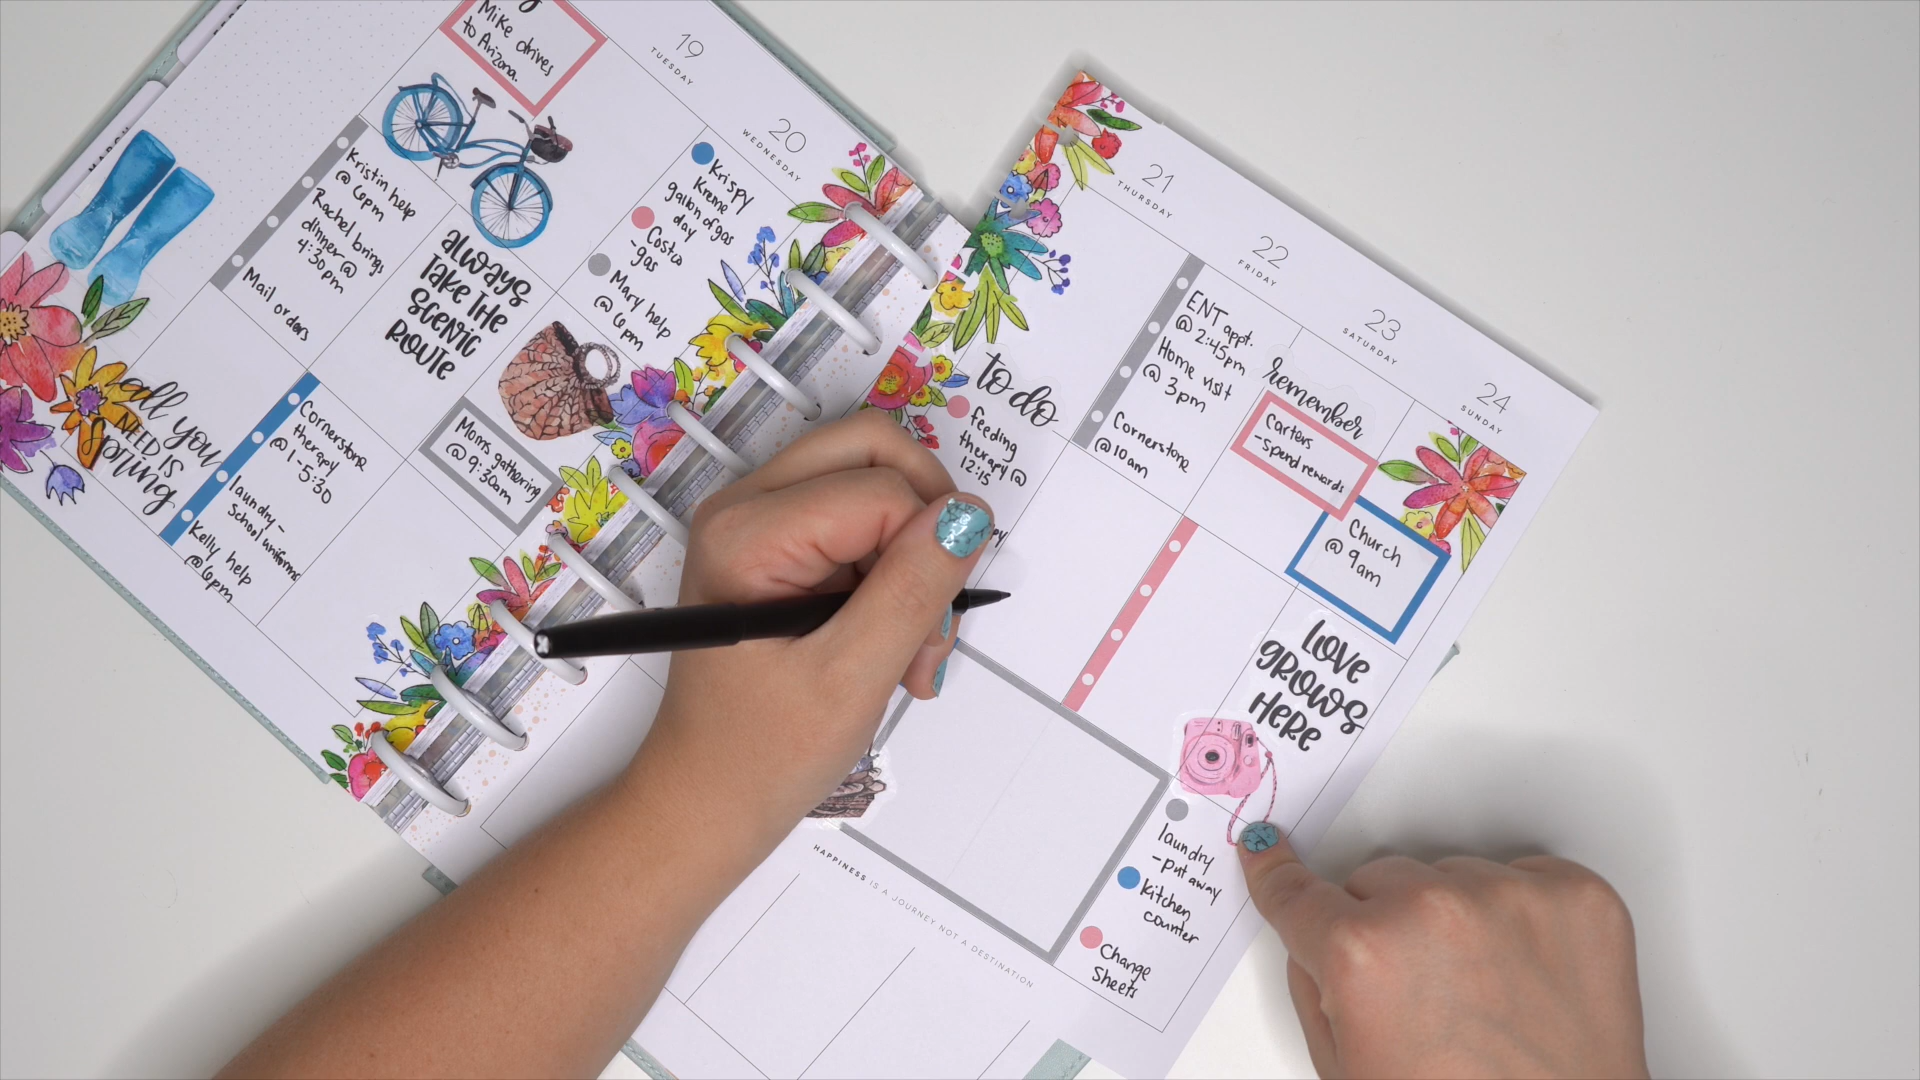 MARCH
Mike drives
to Arizona.
19
TUESDAY
20
WEDNESDAY
Kristin help
@ 6pm
Rachel brings
dinner @
4:30pm
Mail orders
all you
NEED IS
spring
Cornerstone
therapy
@ 1-5:30
laundry-
School uniforms
Kelly help
@6pm
always
TAKE THE
SCENIC
ROUTE
Moms gathering
@ 9:30am
Krispy
Kreme
gallon of gas
day
Costco
-gas
Mary help
@ 6pm
21
THURSDAY
22
FRIDAY
23
SATURDAY
24
SUNDAY
to do
feeding
therapy @
12:15
ENT appt.
@ 2:45pm
Home visit
@ 3pm
Cornerstone
@ 10am
remember
Carters
-spend rewards
Church
@ 9am
LOVE
GROWS
HERE
laundry
-put away
kitchen
counter
Change
Sheets
HAPPINESS IS A JOURNEY NOT A DESTINATION